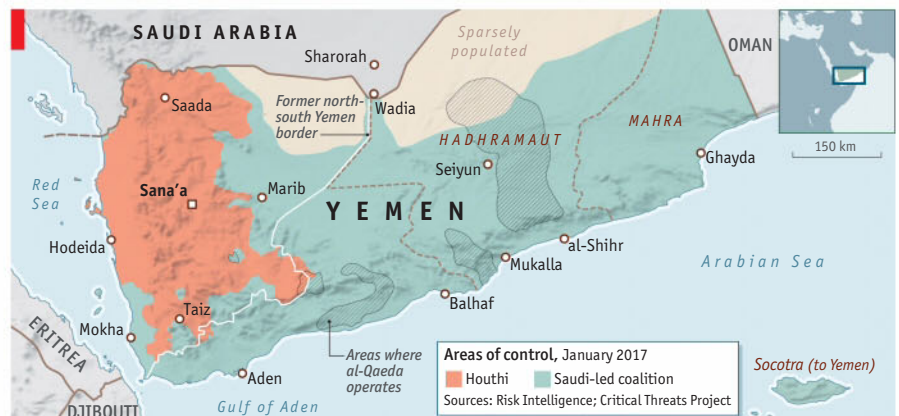 SAUDI ARABIA
Sharorah
Sparsely
populated
OMAN
Saada
Former north-
south Yemen
border
Wadia
HADHRAMAUT
MAHRA
150 km
Ghayda
Seiyun
Red
Sea
Sana'a
Marib
YEMEN
Hodeida
al-Shihr
Mukalla
Arabian Sea
Balhaf
Taiz
Mokha
ERITREA
Areas where
al-Qaeda
operates
Aden
Gulf of Aden
DJIBOUTI
Areas of control, January 2017
Houthi
Saudi-led coalition
Sources: Risk Intelligence; Critical Threats Project
Socotra (to Yemen)